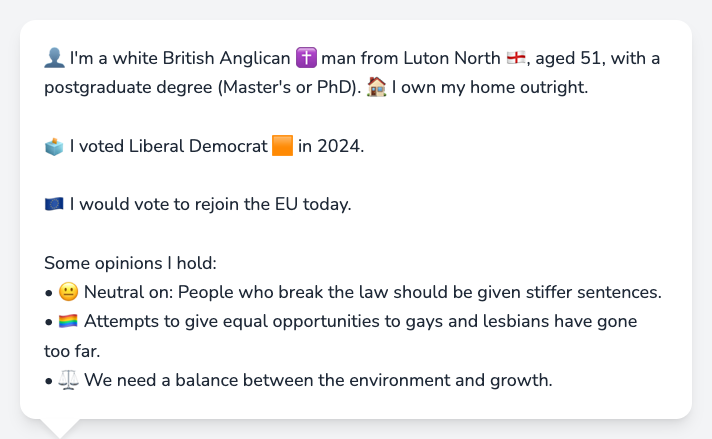 👤 I'm a white British Anglican ✝️ man from Luton North 🏴󠁧󠁢󠁥󠁮󠁧󠁿, aged 51, with a
postgraduate degree (Master's or PhD). 🏠 I own my home outright.
🗳️ I voted Liberal Democrat 🟧 in 2024.
🇪🇺 I would vote to rejoin the EU today.
Some opinions I hold:
• 😐 Neutral on: People who break the law should be given stiffer sentences.
• 🏳️‍🌈 Attempts to give equal opportunities to gays and lesbians have gone
too far.
• ⚖️ We need a balance between the environment and growth.